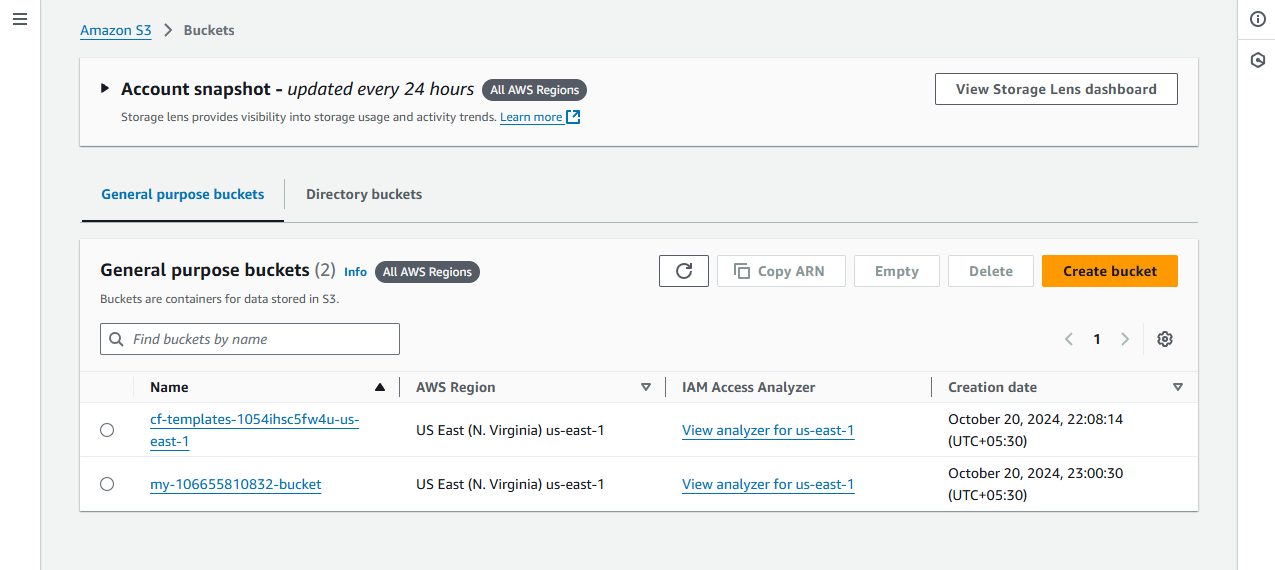 Amazon S3 > Buckets
Account snapshot - updated every 24 hours All AWS Regions
View Storage Lens dashboard
Storage lens provides visibility into storage usage and activity trends. Learn more
General purpose buckets Directory buckets
General purpose buckets (2) Info All AWS Regions
Copy ARN Empty Delete Create bucket
Buckets are containers for data stored in S3.
Find buckets by name
1
Name AWS Region IAM Access Analyzer Creation date
cf-templates-1054ihsc5fw4u-us-
east-1
US East (N. Virginia) us-east-1
View analyzer for us-east-1
October 20, 2024, 22:08:14
(UTC+05:30)
my-106655810832-bucket
US East (N. Virginia) us-east-1
View analyzer for us-east-1
October 20, 2024, 23:00:30
(UTC+05:30)